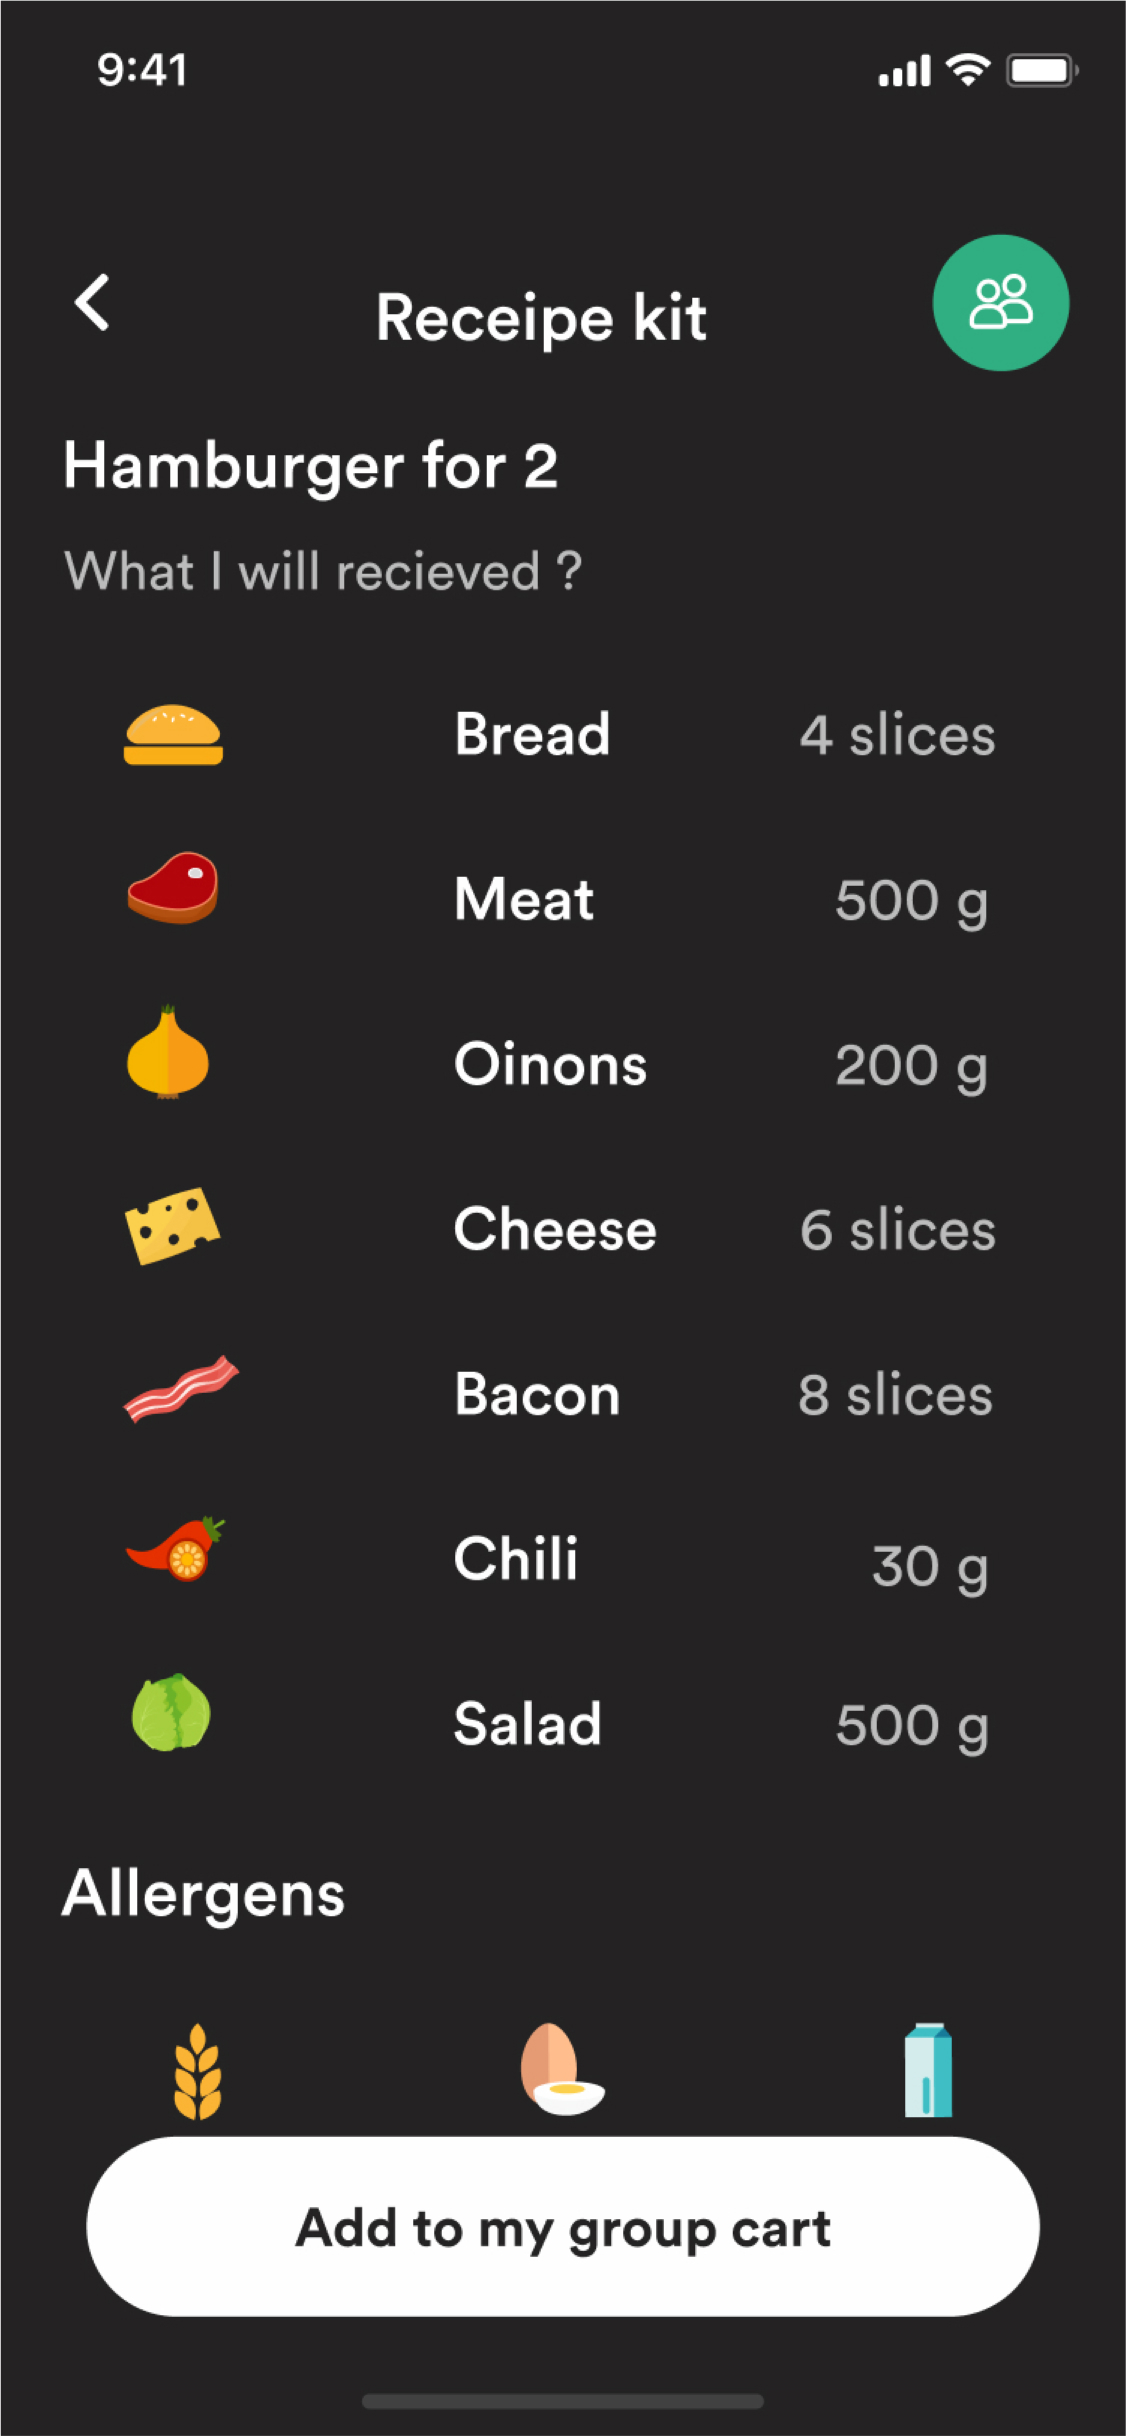 9:41
Receipe kit
Hamburger for 2
What I will recieved ?
Bread 4 slices
Meat 500 g
Oinons 200 g
Cheese 6 slices
Bacon 8 slices
Chili 30 g
Salad 500 g
Allergens
Add to my group cart